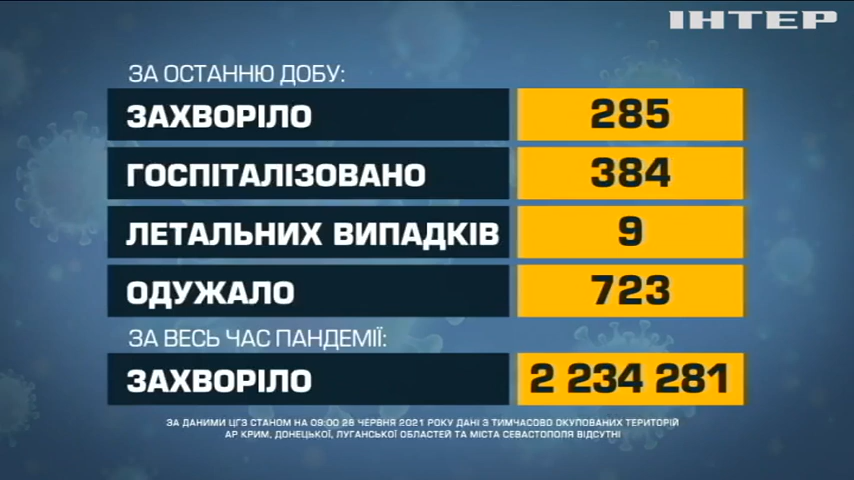 ІНТЕР
ЗА ОСТАННЮ ДОБУ:
ЗАХВОРІЛО 285
ГОСПІТАЛІЗОВАНО 384
ЛЕТАЛЬНИХ ВИПАДКІВ 9
ОДУЖАЛО 723
ЗА ВЕСЬ ЧАС ПАНДЕМІЇ:
ЗАХВОРІЛО 2 234 281
ЗА ДАНИМИ ЦГЗ СТАНОМ НА 09:00 28 ЧЕРВНЯ 2021 РОКУ ДАНІ З ТИМЧАСОВО ОКУПОВАНИХ ТЕРИТОРІЙ
АР КРИМ, ДОНЕЦЬКОЇ, ЛУГАНСЬКОЇ ОБЛАСТЕЙ ТА МІСТА СЕВАСТОПОЛЯ ВІДСУТНІ